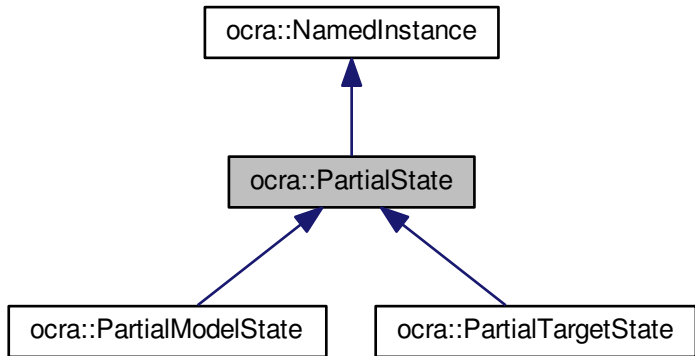 ocra::NamedInstance
ocra::PartialState
ocra::PartialModelState
ocra::PartialTargetState